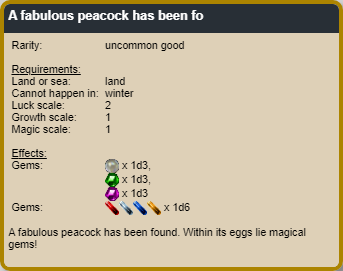 A fabulous peacock has been fo
Rarity: uncommon good
Requirements:
Land or sea: land
Cannot happen in: winter
Luck scale: 2
Growth scale: 1
Magic scale: 1
Effects:
Gems: x 1d3,
x 1d3,
x 1d3
Gems: x 1d6
A fabulous peacock has been found. Within its eggs lie magical
gems!